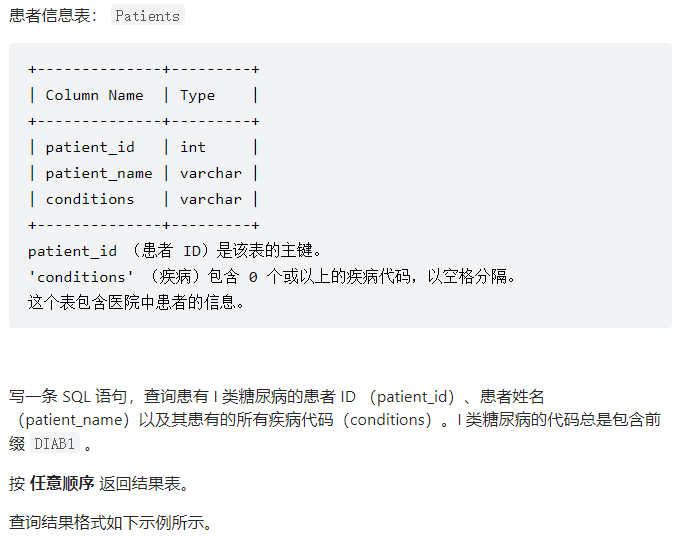 患者信息表： Patients
+--------------+---------+
| Column Name  | Type    |
+--------------+---------+
| patient_id   | int     |
| patient_name | varchar |
| conditions   | varchar |
+--------------+---------+
patient_id （患者 ID）是该表的主键。
'conditions' （疾病）包含 0 个或以上的疾病代码，以空格分隔。
这个表包含医院中患者的信息。
写一条 SQL 语句，查询患有 I 类糖尿病的患者 ID （patient_id）、患者姓名
（patient_name）以及其患有的所有疾病代码（conditions）。I 类糖尿病的代码总是包含前
缀 DIAB1 。
按 任意顺序 返回结果表。
查询结果格式如下示例所示。